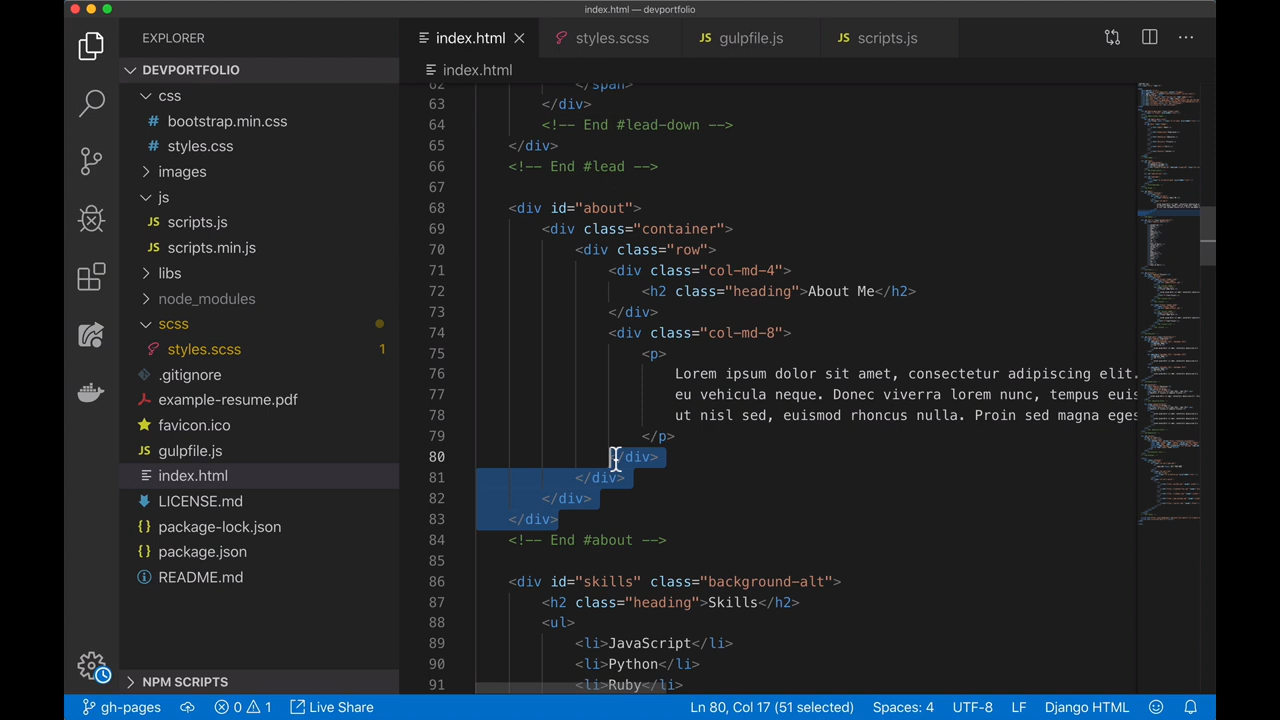 index.html — devportfolio
EXPLORER
DEVPORTFOLIO
css
# bootstrap.min.css
# styles.css
images
js
JS scripts.js
JS scripts.min.js
libs
node_modules
scss
styles.scss 1
.gitignore
example-resume.pdf
favicon.ico
JS gulpfile.js
index.html
LICENSE.md
{} package-lock.json
{} package.json
README.md
NPM SCRIPTS
index.html
styles.scss
JS gulpfile.js
JS scripts.js
index.html
62 </span>
63 </div>
64 <!-- End #lead-down -->
65 </div>
66 <!-- End #lead -->
67
68 <div id="about">
69 <div class="container">
70 <div class="row">
71 <div class="col-md-4">
72 <h2 class="heading">About Me</h2>
73 </div>
74 <div class="col-md-8">
75 <p>
76 Lorem ipsum dolor sit amet, consectetur adipiscing elit.
77 eu vehicula neque. Donec viverra lorem nunc, tempus euis
78 ut nisl sed, euismod rhoncus nulla. Proin sed magna eges
79 </p>
80 </div>
81 </div>
82 </div>
83 </div>
84 <!-- End #about -->
85
86 <div id="skills" class="background-alt">
87 <h2 class="heading">Skills</h2>
88 <ul>
89 <li>JavaScript</li>
90 <li>Python</li>
91 <li>Ruby</li>
gh-pages 0 1 Live Share Ln 80, Col 17 (51 selected) Spaces: 4 UTF-8 LF Django HTML